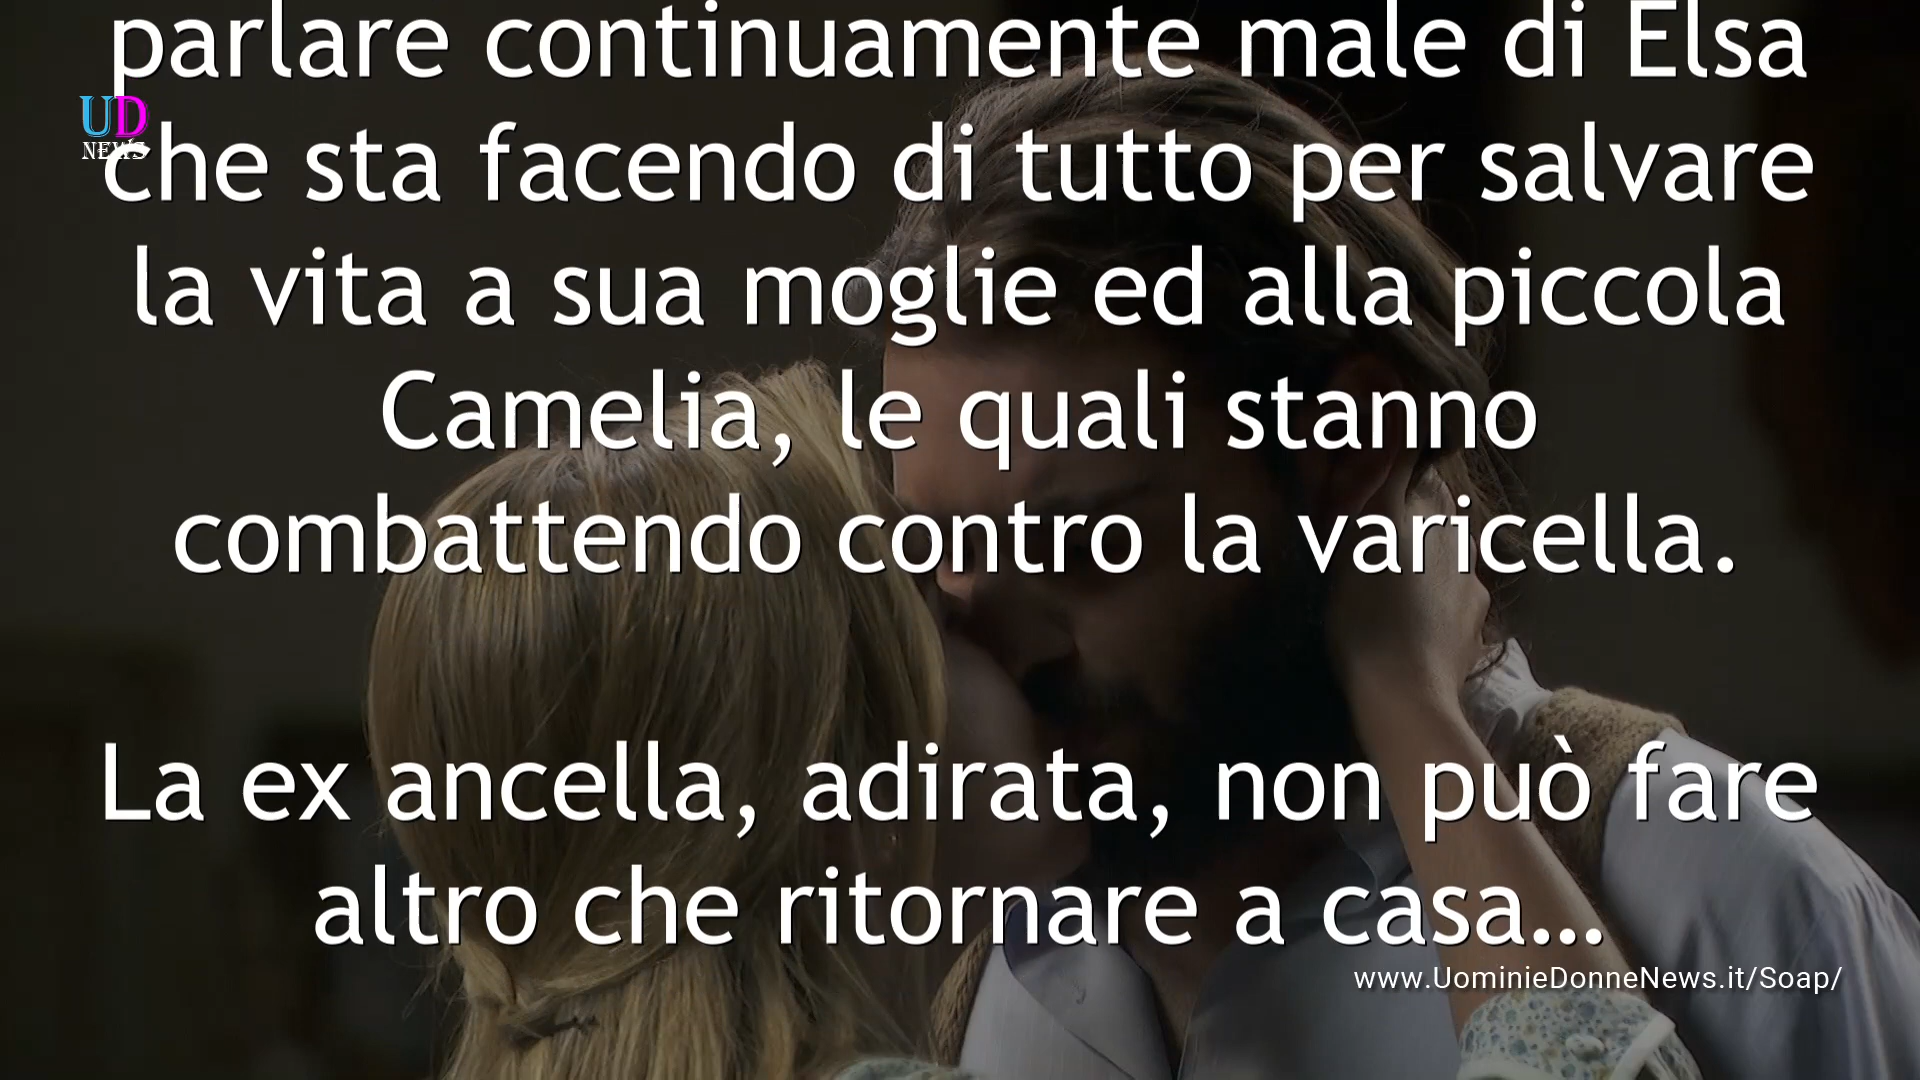 parlare continuamente male di Elsa
UD
NEWS
che sta facendo di tutto per salvare
la vita a sua moglie ed alla piccola
Camelia, le quali stanno
combattendo contro la varicella.
La ex ancella, adirata, non può fare
altro che ritornare a casa...
www.UominieDonneNews.it/Soap/